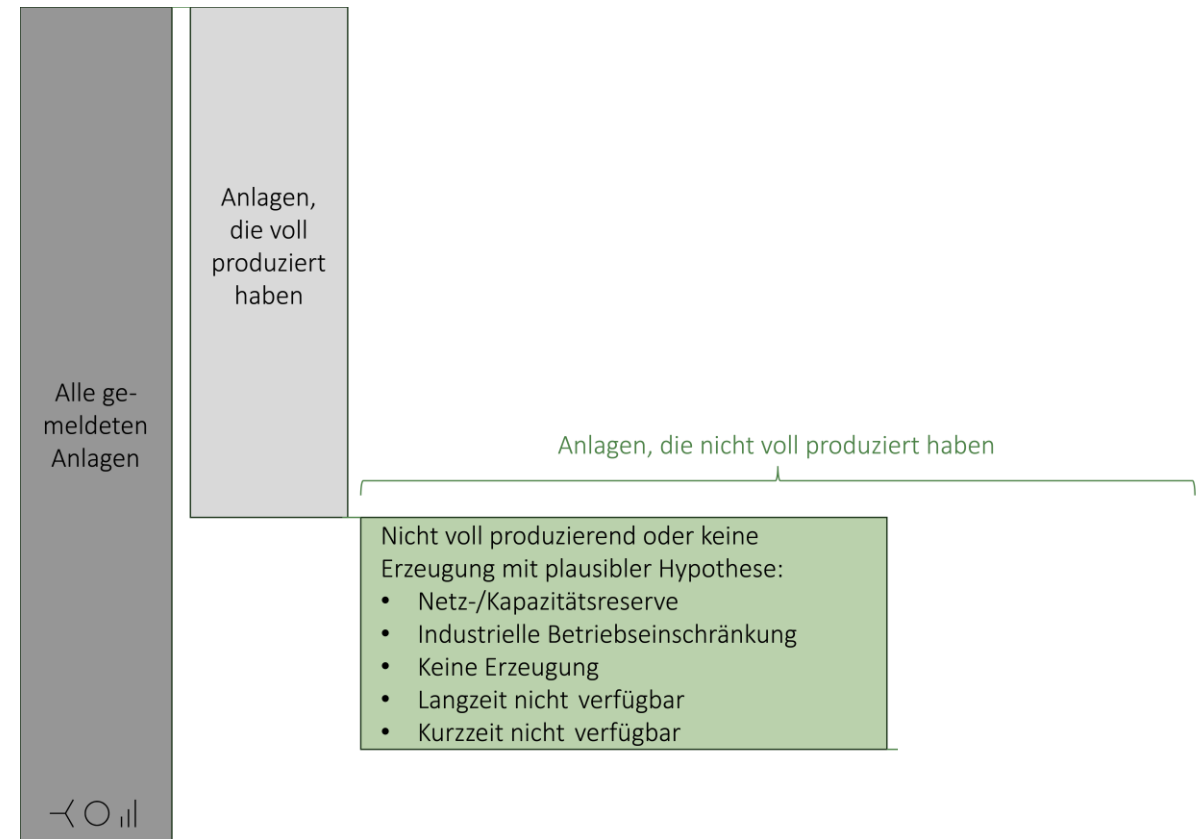 Alle ge-
meldeten
Anlagen
Anlagen,
die voll
produziert
haben
Anlagen, die nicht voll produziert haben
Nicht voll produzierend oder keine
Erzeugung mit plausibler Hypothese:
• Netz-/Kapazitätsreserve
• Industrielle Betriebseinschränkung
• Keine Erzeugung
• Langzeit nicht verfügbar
• Kurzzeit nicht verfügbar